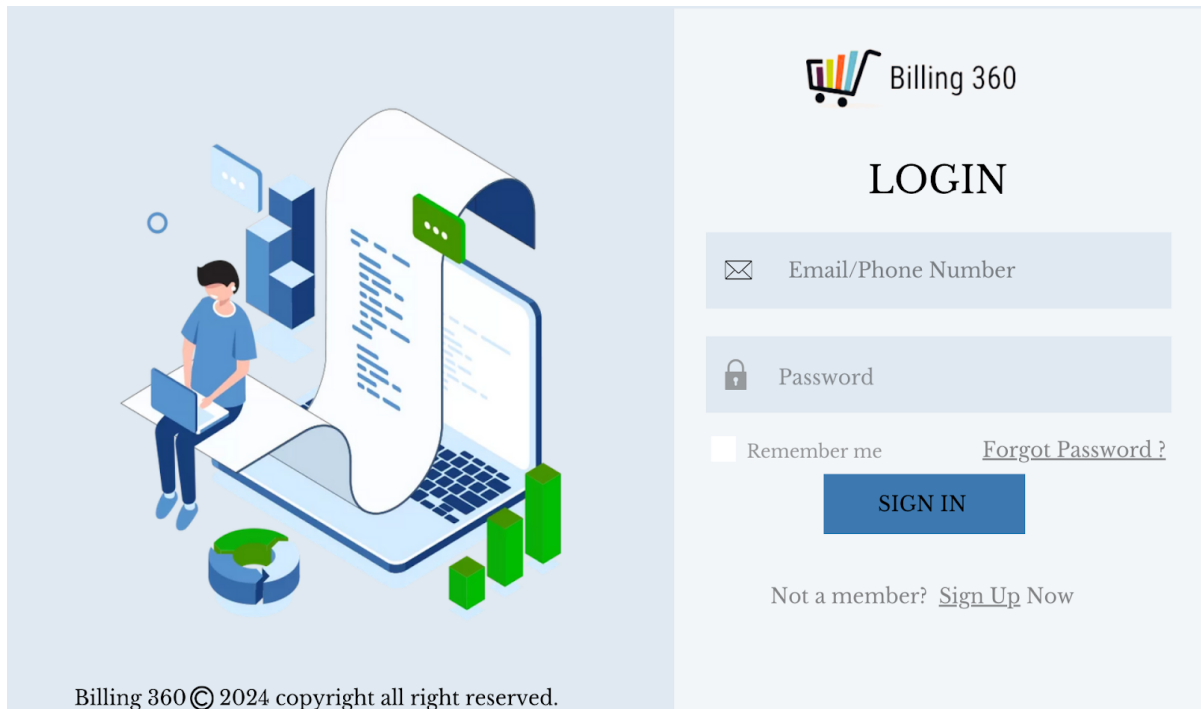 Billing 360
LOGIN
Email/Phone Number
Password
Remember me Forgot Password ?
SIGN IN
Not a member? Sign Up Now
Billing 360 © 2024 copyright all right reserved.